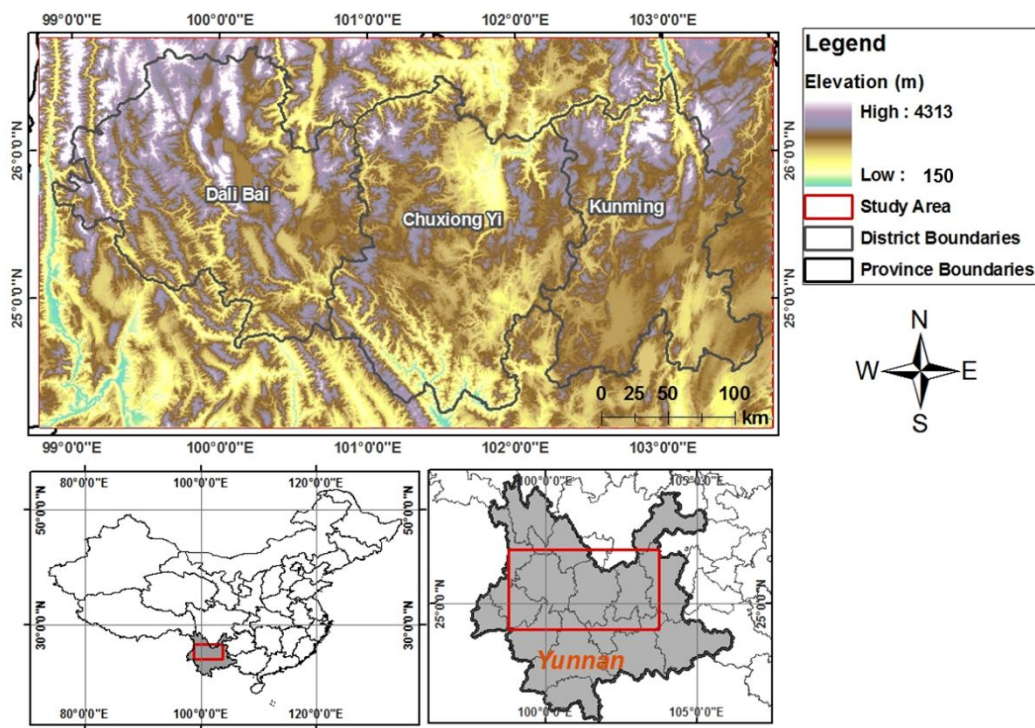 99°0'0"E 100°0'0"E 101°0'0"E 102°0'0"E 103°0'0"E
26°0'0"N 26°0'0"N
25°0'0"N 25°0'0"N
Dali Bai
Chuxiong Yi
Kunming
0 25 50 100
km
99°0'0"E 100°0'0"E 101°0'0"E 102°0'0"E 103°0'0"E
Legend
Elevation (m)
High : 4313
Low : 150
Study Area
District Boundaries
Province Boundaries
N
W E
S
80°0'0"E 100°0'0"E 120°0'0"E
50°0'0"N 50°0'0"N
30°0'0"N 30°0'0"N
80°0'0"E 100°0'0"E 120°0'0"E
100°0'0"E 105°0'0"E
25°0'0"N 25°0'0"N
Yunnan
100°0'0"E 105°0'0"E